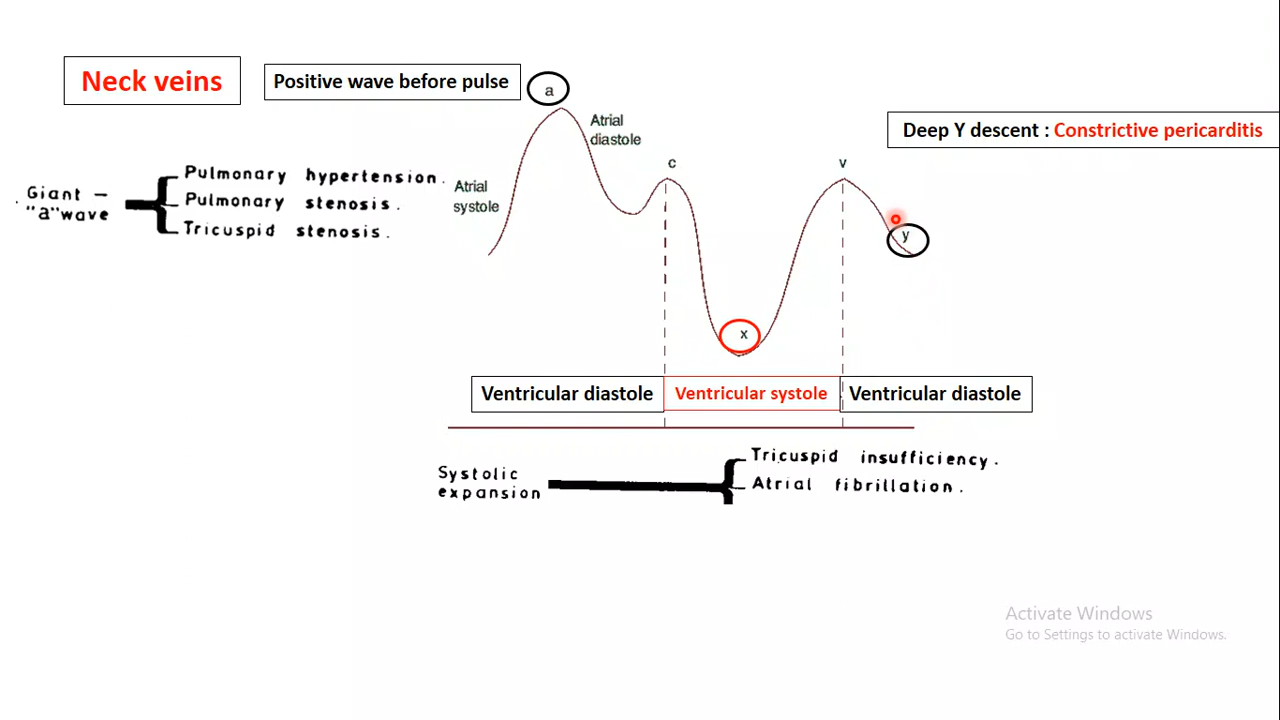 Neck veins
Positive wave before pulse
a
Atrial
diastole
Deep Y descent : Constrictive pericarditis
c
v
Giant –
"a" wave
Pulmonary hypertension.
Pulmonary stenosis.
Tricuspid stenosis.
Atrial
systole
y
x
Ventricular diastole
Ventricular systole
Ventricular diastole
Systolic
expansion
Tricuspid insufficiency.
Atrial fibrillation.
Activate Windows
Go to Settings to activate Windows.